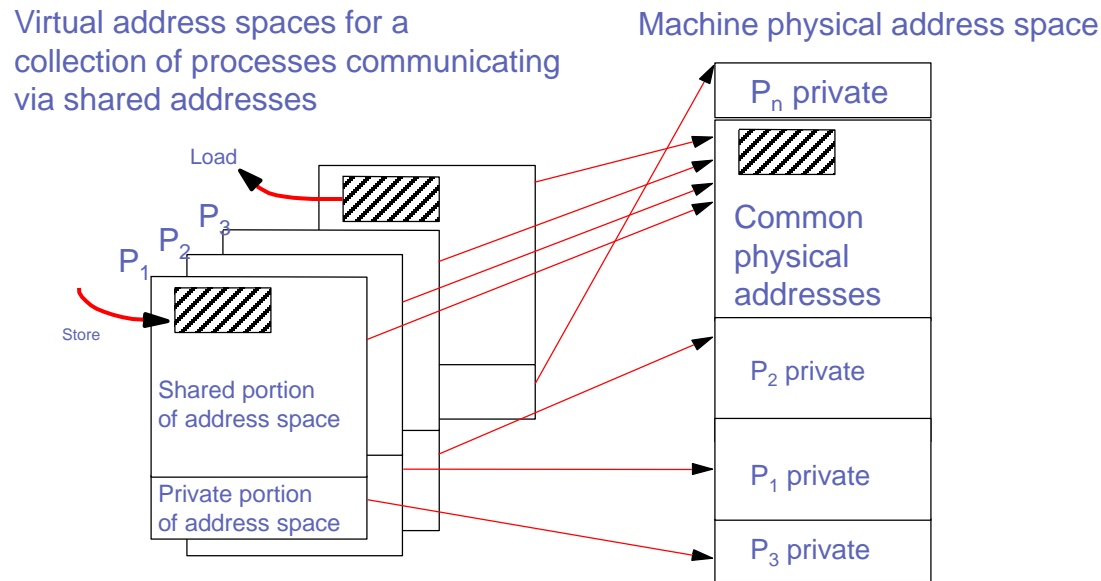 Virtual address spaces for a
collection of processes communicating
via shared addresses
Machine physical address space
Load
P₃
P₂
P₁
Store
Shared portion
of address space
Private portion
of address space
Pₙ private
Common
physical
addresses
P₂ private
P₁ private
P₃ private